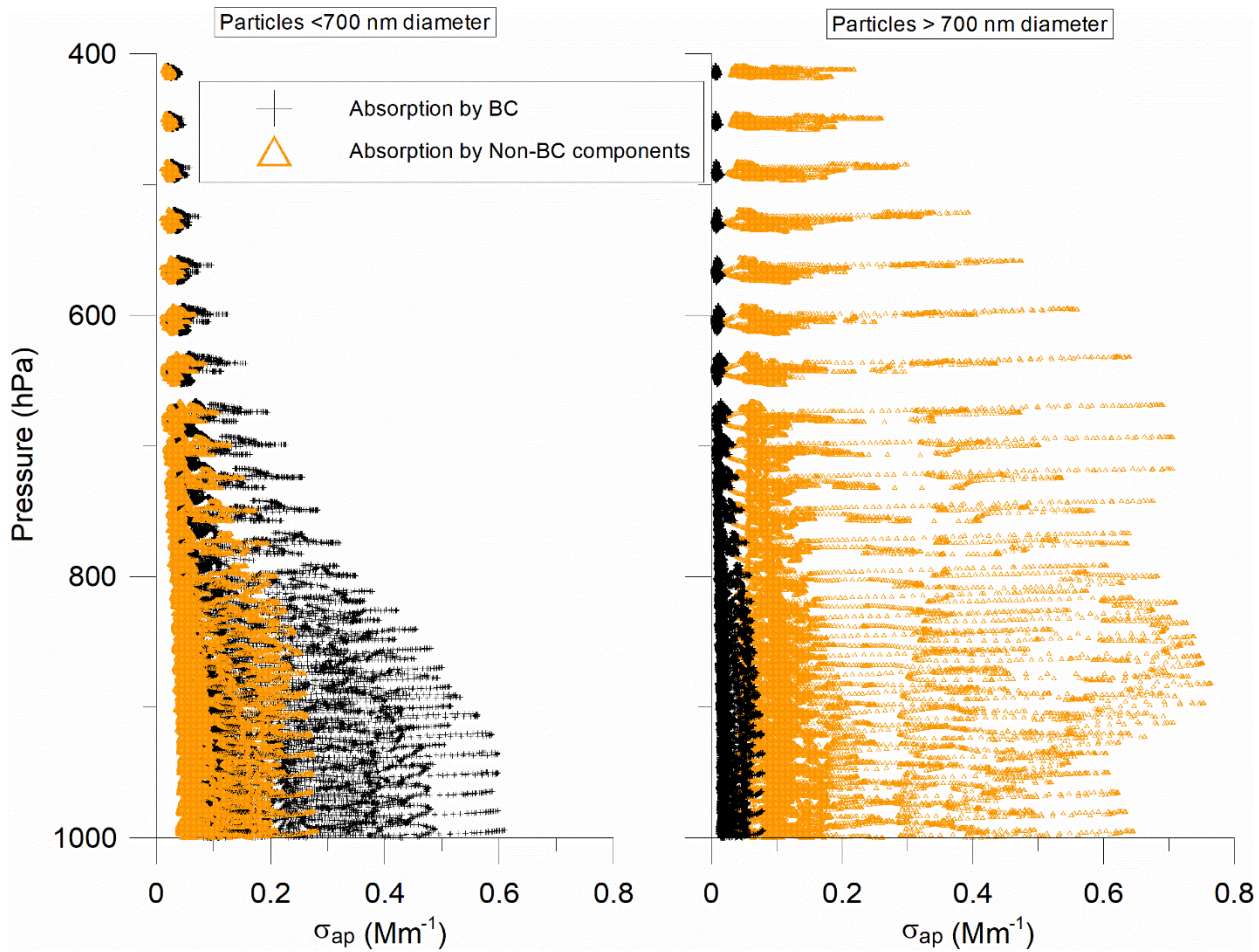 Particles <700 nm diameter
Particles > 700 nm diameter
400
Absorption by BC
Absorption by Non-BC components
600
Pressure (hPa)
800
1000
0 0.2 0.4 0.6 0.8
0 0.2 0.4 0.6 0.8
σap (Mm-1)
σap (Mm-1)